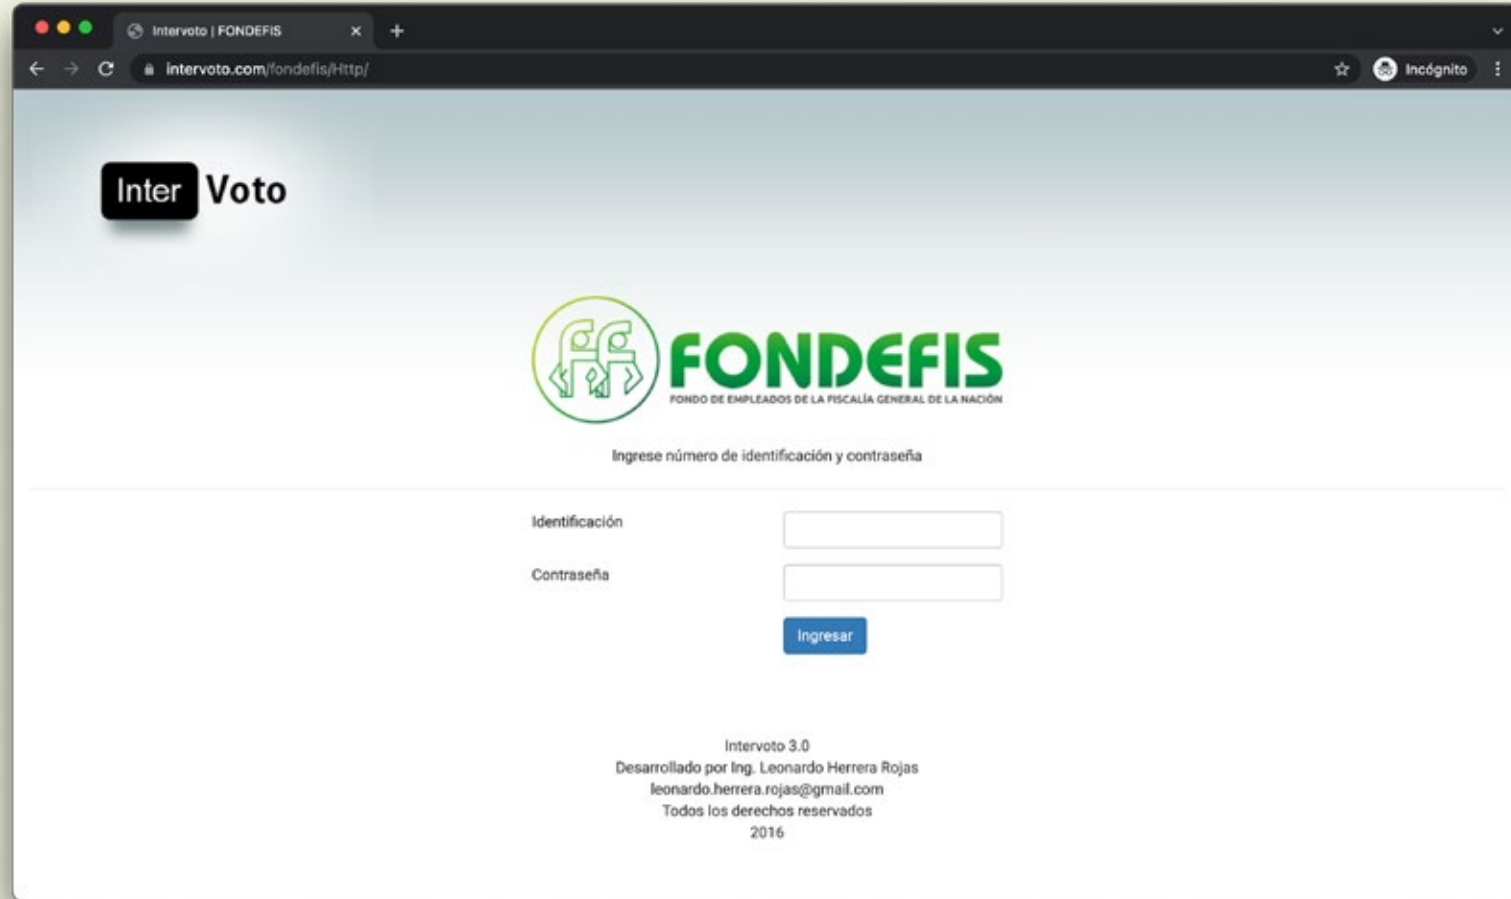 Intervoto | FONDEFIS
intervoto.com/fondefis/Http/
Incógnito
Inter Voto
FONDEFIS
FONDO DE EMPLEADOS DE LA FISCALÍA GENERAL DE LA NACIÓN
Ingrese número de identificación y contraseña
Identificación
Contraseña
Ingresar
Intervoto 3.0
Desarrollado por Ing. Leonardo Herrera Rojas
leonardo.herrera.rojas@gmail.com
Todos los derechos reservados
2016